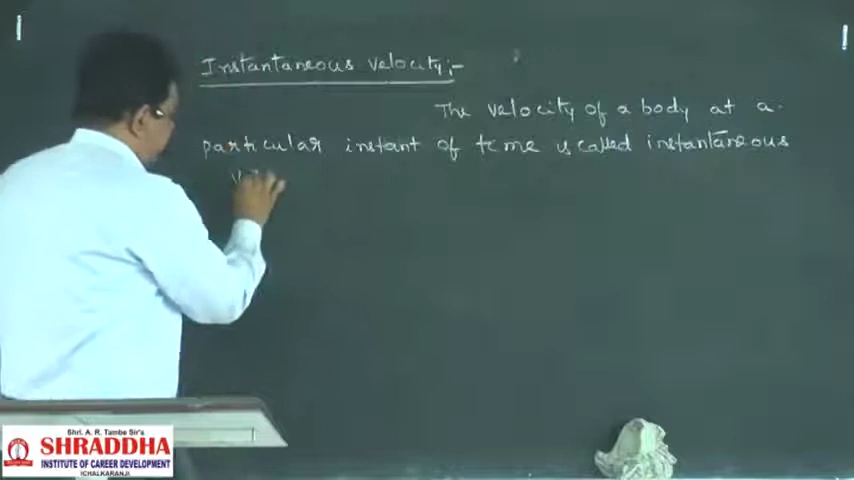 Instantaneous velocity:-
The velocity of a body at a
particular instant of time is called instantaneous
Shri. A. R. Tambe Sir's
SHRADDHA
INSTITUTE OF CAREER DEVELOPMENT
ICHALKARANJI